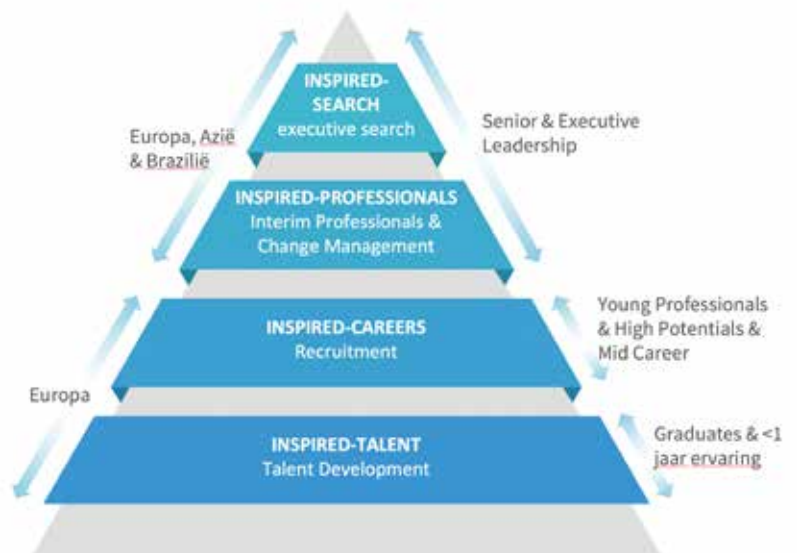 INSPIRED-
SEARCH
executive search
Europa, Azië
& Brazilië
Senior & Executive
Leadership
INSPIRED-PROFESSIONALS
Interim Professionals &
Change Management
INSPIRED-CAREERS
Recruitment
Young Professionals
& High Potentials &
Mid Career
Europa
INSPIRED-TALENT
Talent Development
Graduates & <1
jaar ervaring